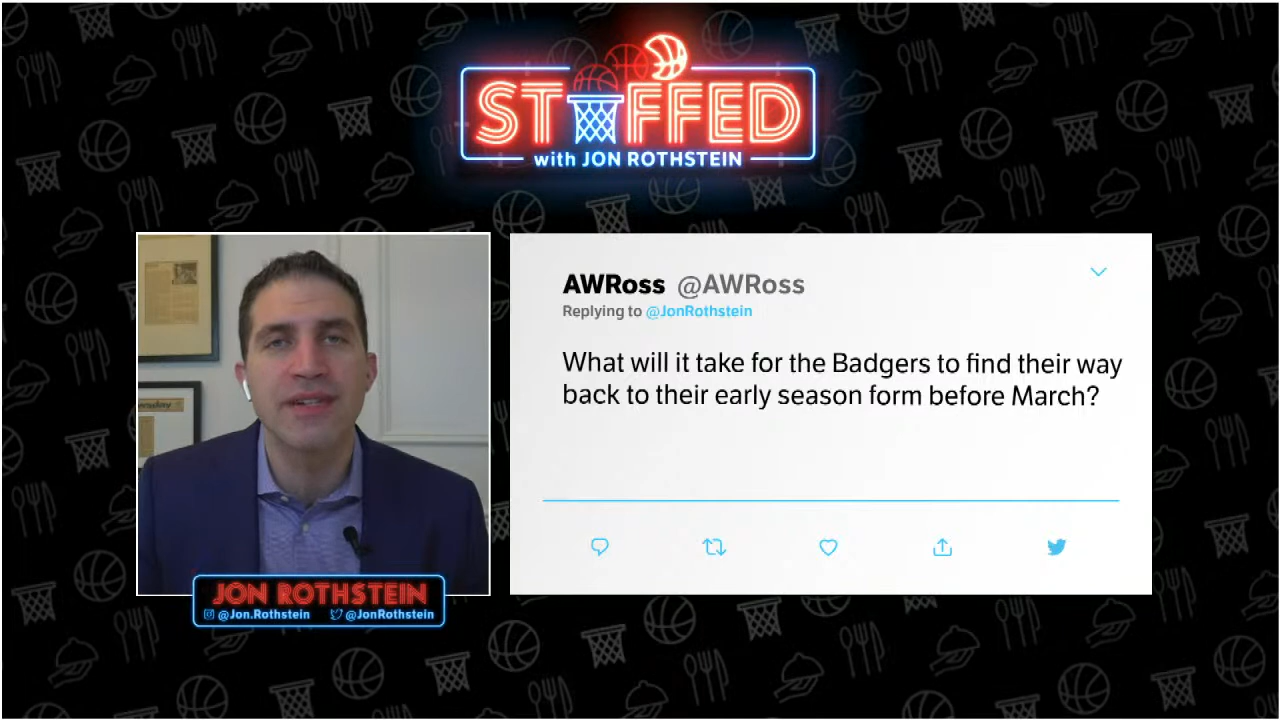 STUFFED
with JON ROTHSTEIN
AWRoss @AWRoss
Replying to @JonRothstein
What will it take for the Badgers to find their way
back to their early season form before March?
JON ROTHSTEIN
@Jon.Rothstein @JonRothstein